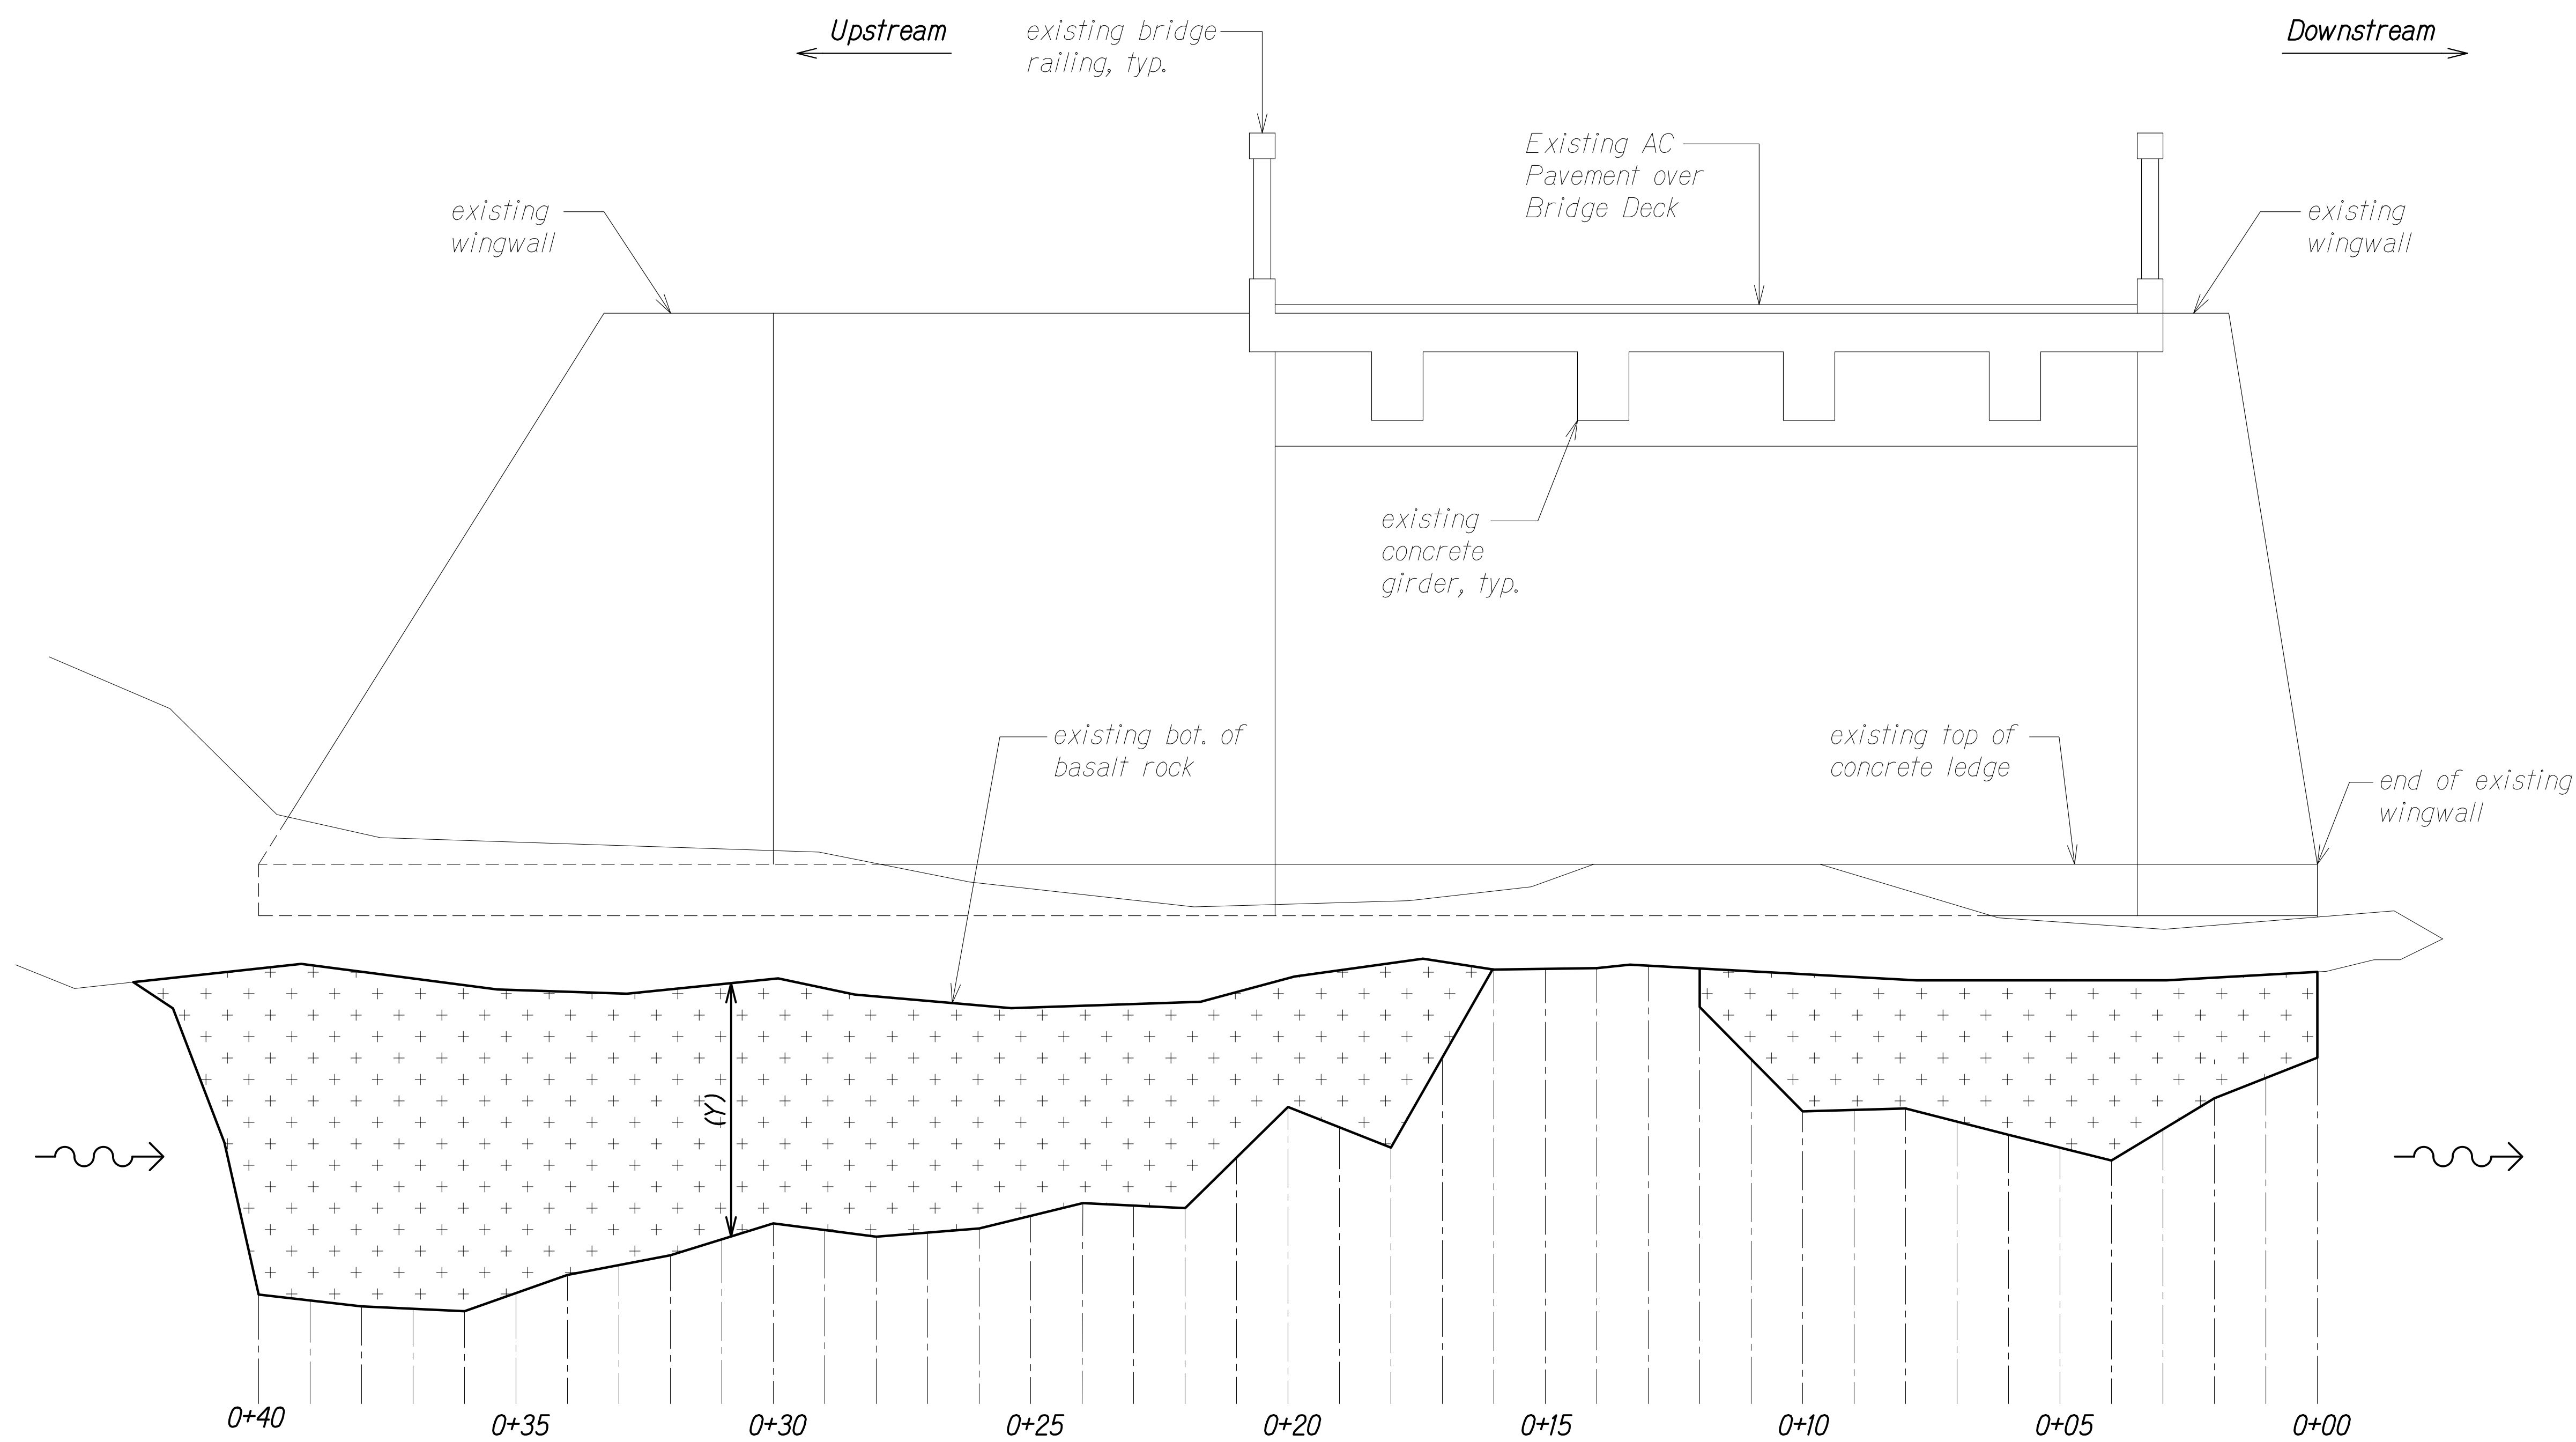 Upstream
existing bridge
railing, typ.
Downstream
Existing AC
Pavement over
Bridge Deck
existing
wingwall
existing
wingwall
existing
concrete
girder, typ.
existing bot. of
basalt rock
existing top of
concrete ledge
end of existing
wingwall
(Y)
0+40
0+35
0+30
0+25
0+20
0+15
0+10
0+05
0+00